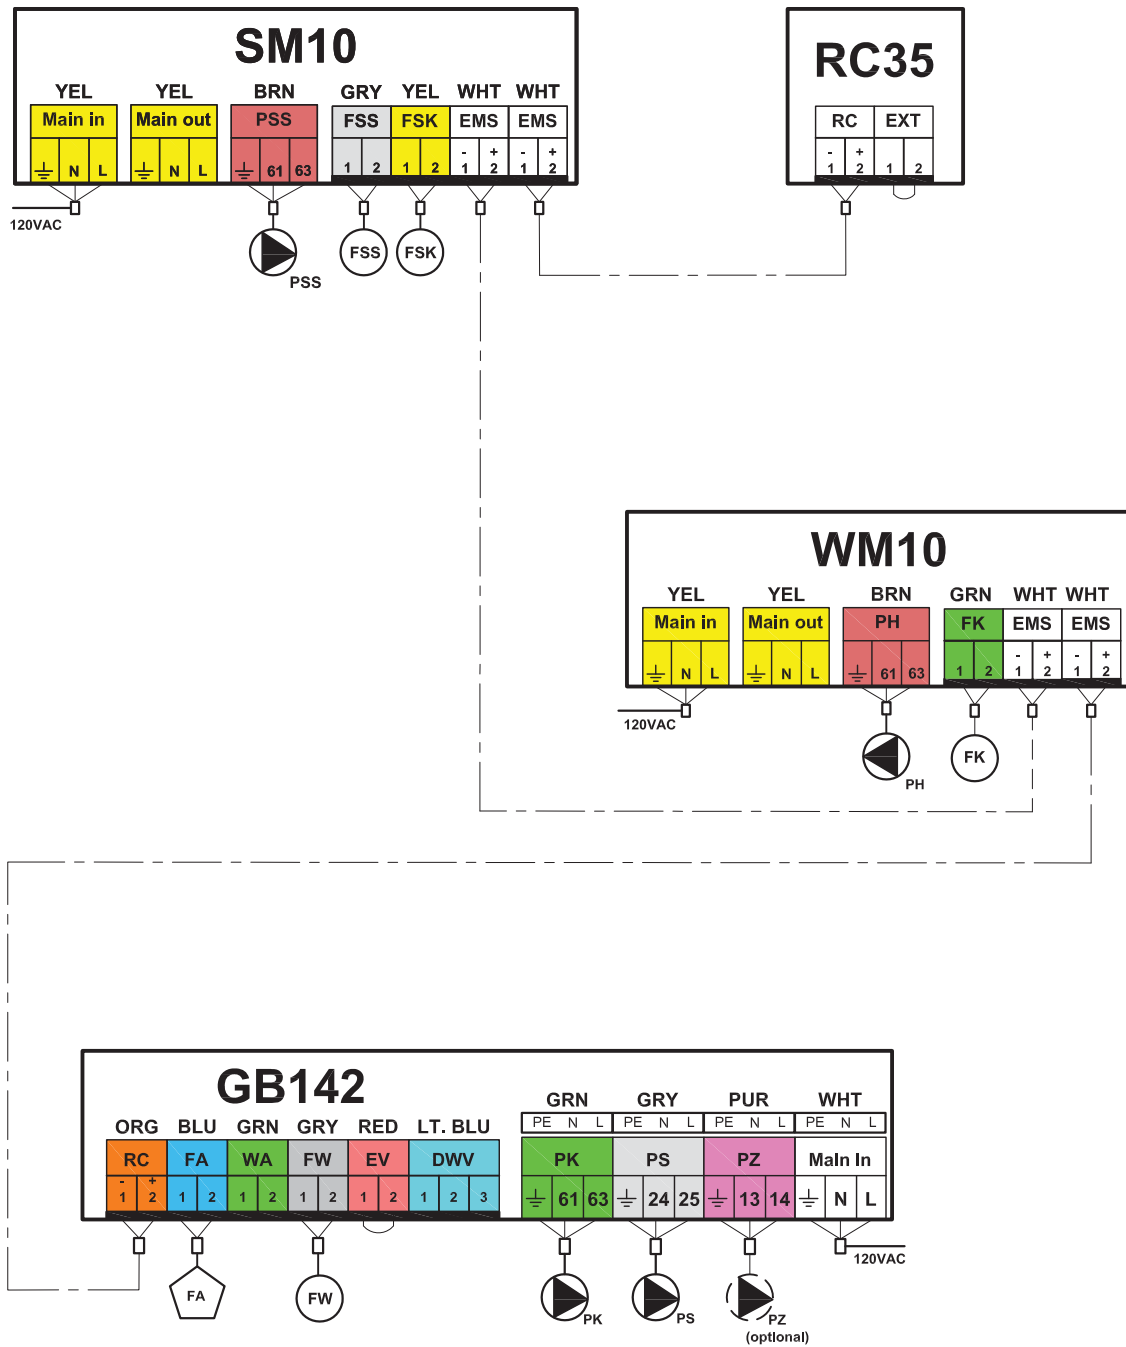 SM10
YEL YEL BRN GRY YEL WHT WHT
Main in Main out PSS FSS FSK EMS EMS
- + - +
N L N L 61 63 1 2 1 2 1 2 1 2
120VAC
PSS
FSS
FSK
RC35
RC EXT
- +
1 2 1 2
WM10
YEL YEL BRN GRN WHT WHT
Main in Main out PH FK EMS EMS
- + - +
N L N L 61 63 1 2 1 2 1 2
120VAC
PH
FK
GB142
GRN GRY PUR WHT
PE N L PE N L PE N L PE N L
ORG BLU GRN GRY RED LT. BLU
RC FA WA FW EV DWV PK PS PZ Main In
- +
1 2 1 2 1 2 1 2 1 2 1 2 3 61 63 24 25 13 14 N L
120VAC
FA
FW
PK
PS
PZ
(optional)